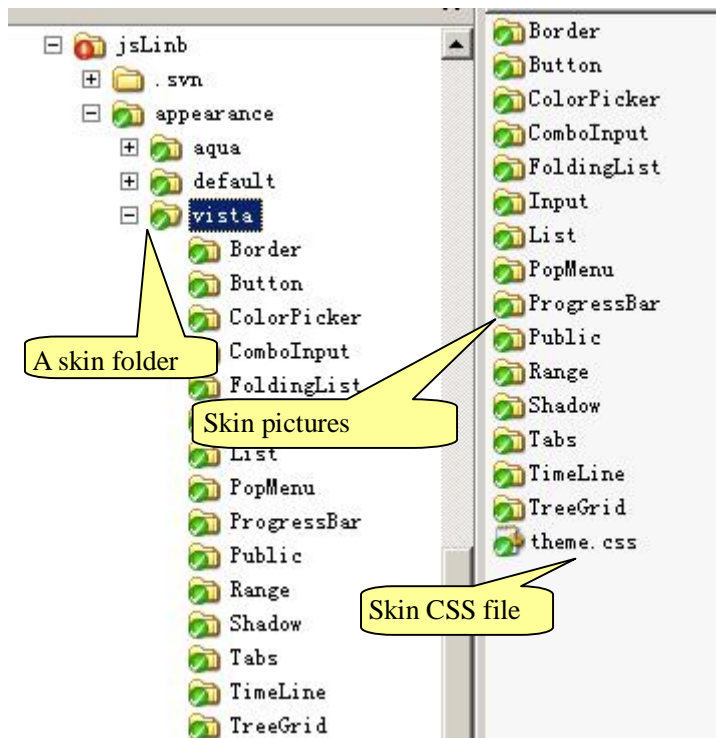 jsLinb
.svn
appearance
aqua
default
vista
Border
Button
ColorPicker
ComboInput
FoldingList
List
PopMenu
ProgressBar
Public
Range
Shadow
Tabs
TimeLine
TreeGrid
A skin folder
Skin pictures
Border
Button
ColorPicker
ComboInput
FoldingList
Input
List
PopMenu
ProgressBar
Public
Range
Shadow
Tabs
TimeLine
TreeGrid
theme.css
Skin CSS file